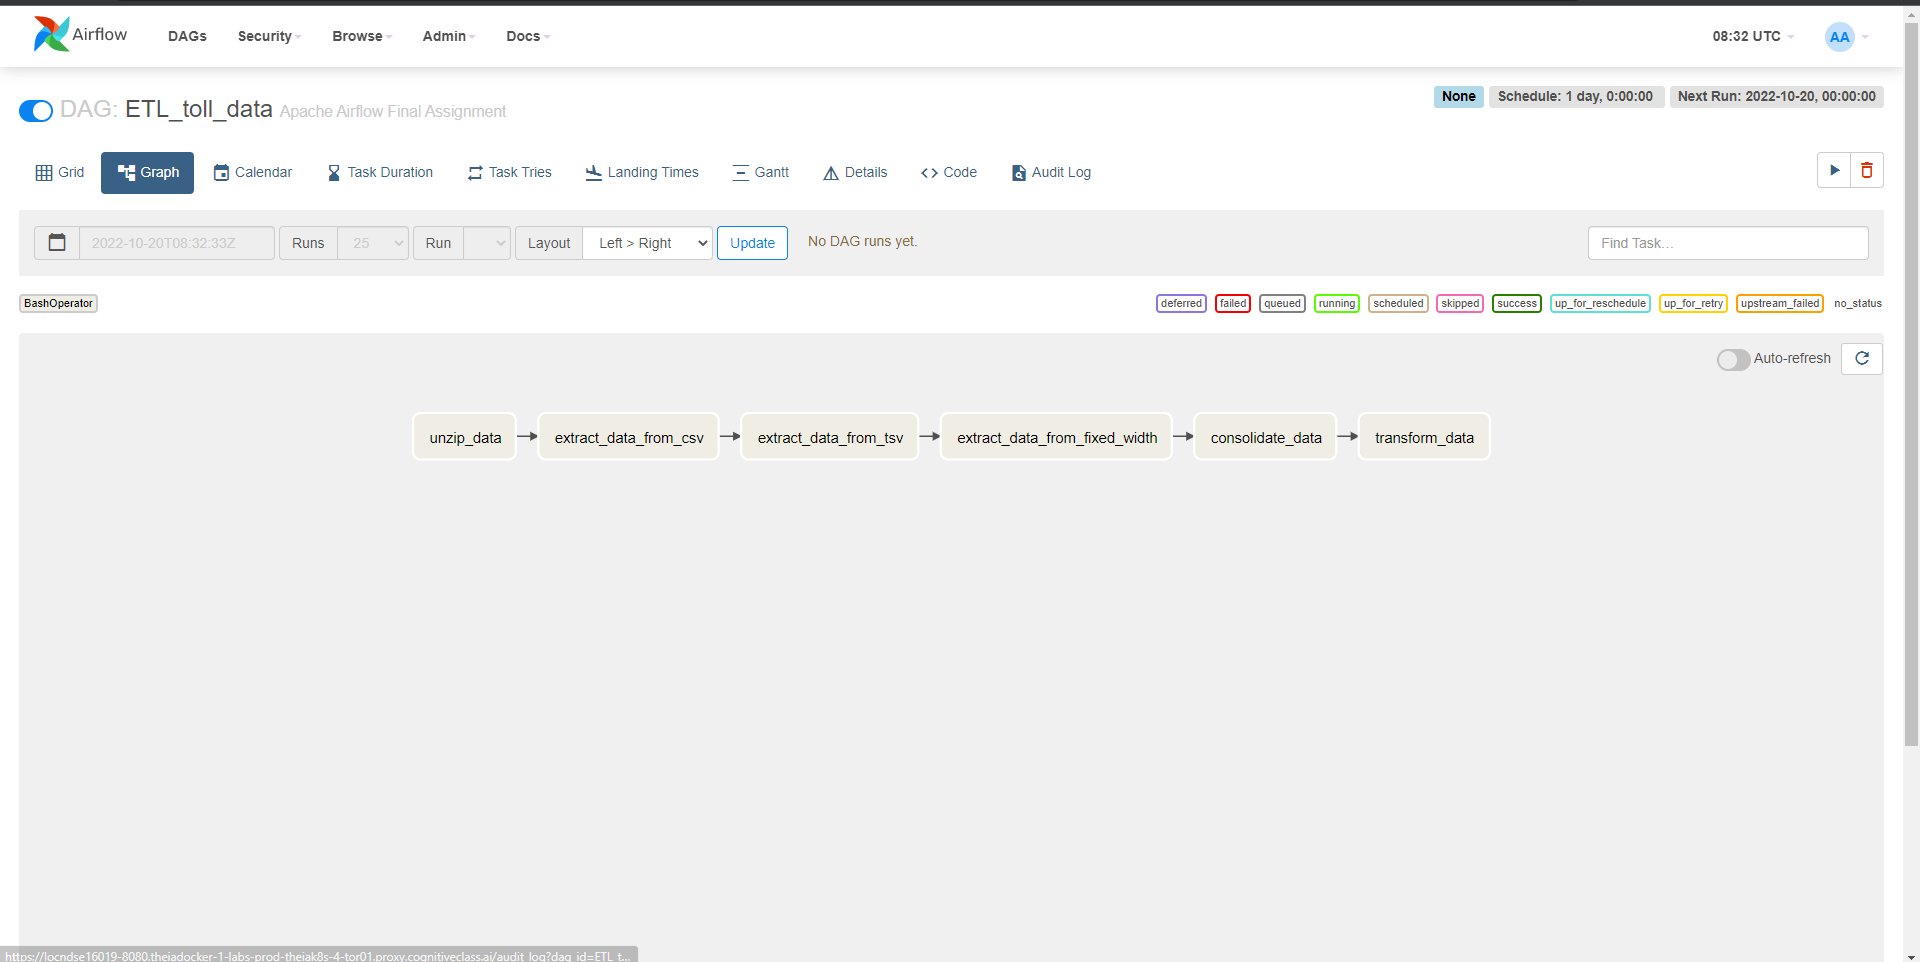 Airflow DAGs Security Browse Admin Docs 08:32 UTC AA
DAG: ETL_toll_data Apache Airflow Final Assignment
None Schedule: 1 day, 0:00:00 Next Run: 2022-10-20, 00:00:00
Grid Graph Calendar Task Duration Task Tries Landing Times Gantt Details Code Audit Log
2022-10-20T08:32:33Z Runs 25 Run Layout Left > Right Update No DAG runs yet. Find Task...
BashOperator deferred failed queued running scheduled skipped success up_for_reschedule up_for_retry upstream_failed no_status
Auto-refresh
unzip_data extract_data_from_csv extract_data_from_tsv extract_data_from_fixed_width consolidate_data transform_data
https://locndse16019-8080.theiadocker-1-labs-prod-theiak8s-4-tor01.proxy.cognitiveclass.ai/audit_log?dag_id=ETL_t...